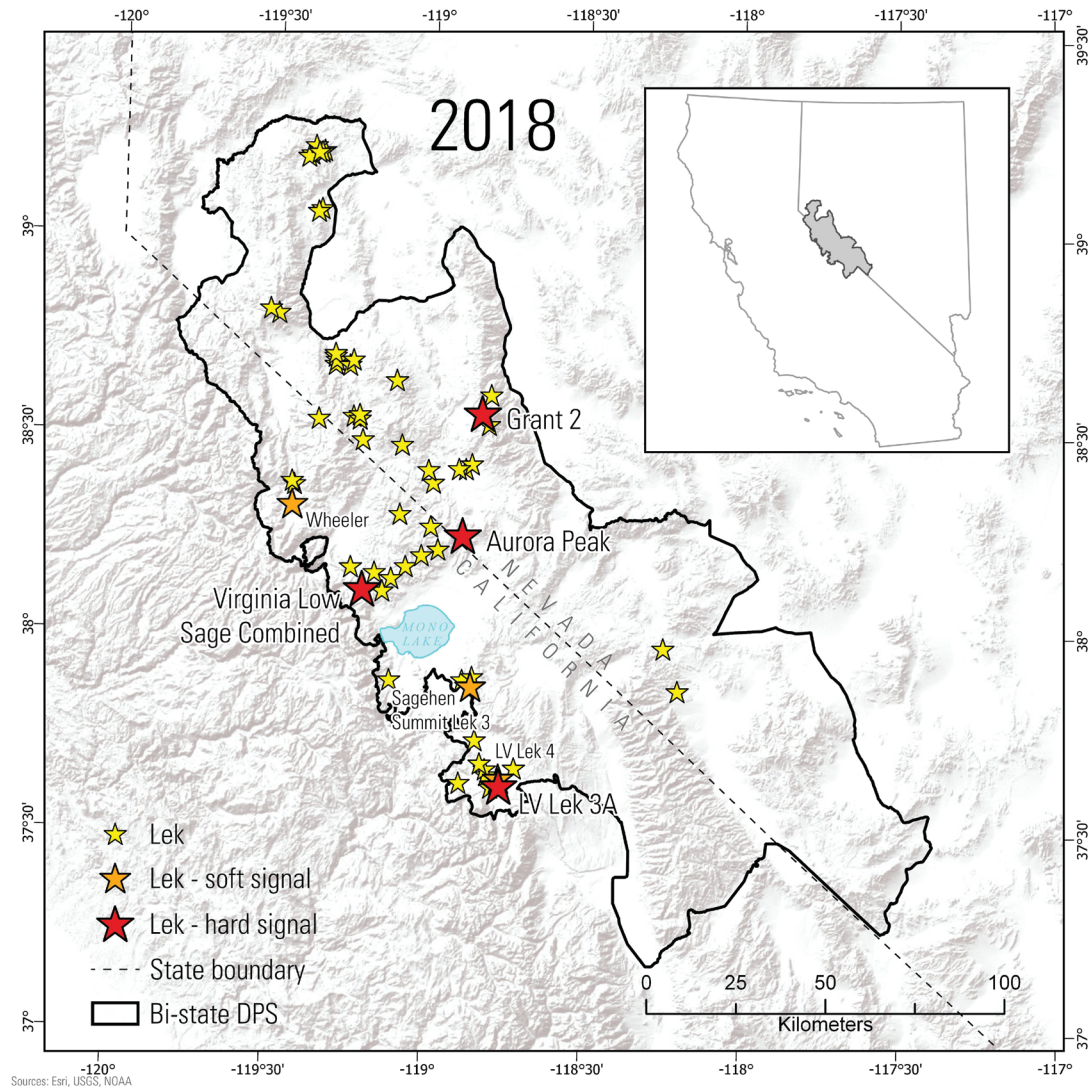 -120° -119°30' -119° -118°30' -118° -117°30' -117°
39°30'
2018
39° 39°
38°30' 38°30'
Grant 2
Wheeler
Aurora Peak
NEVADA
CALIFORNIA
Virginia Low
Sage Combined
MONO
LAKE
38° 38°
Sagehen
Summit Lek 3
LV Lek 4
LV Lek 3A
37°30' 37°30'
Lek
Lek - soft signal
Lek - hard signal
State boundary
Bi-state DPS
0 25 50 100
Kilometers
37° 37°
-120° -119°30' -119° -118°30' -118° -117°30' -117°
Sources: Esri, USGS, NOAA